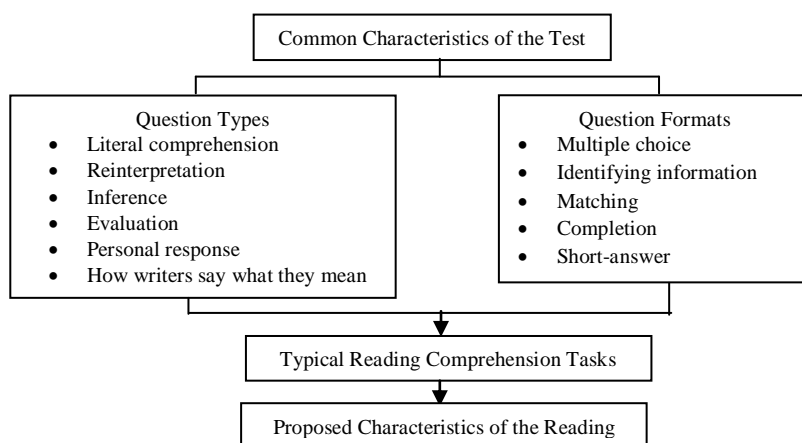 Common Characteristics of the Test
Question Types
• Literal comprehension
• Reinterpretation
• Inference
• Evaluation
• Personal response
• How writers say what they mean
Question Formats
• Multiple choice
• Identifying information
• Matching
• Completion
• Short-answer
Typical Reading Comprehension Tasks
Proposed Characteristics of the Reading